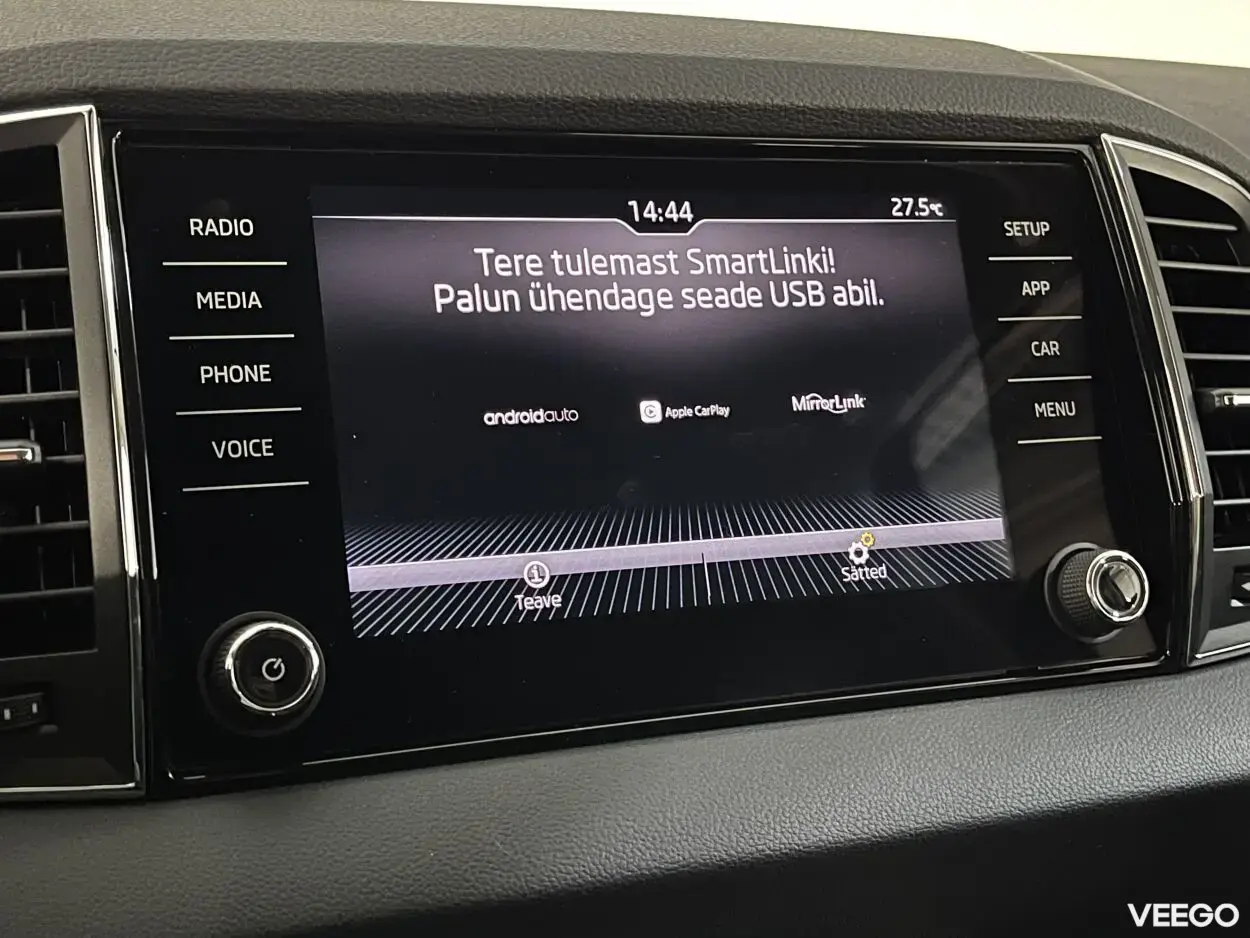 14:44
27.5°C
RADIO
MEDIA
PHONE
VOICE
Tere tulemast SmartLinki!
Palun ühendage seade USB abil.
androidauto
Apple CarPlay
MirrorLink
Teave
Sätted
SETUP
APP
CAR
MENU
VEEGO